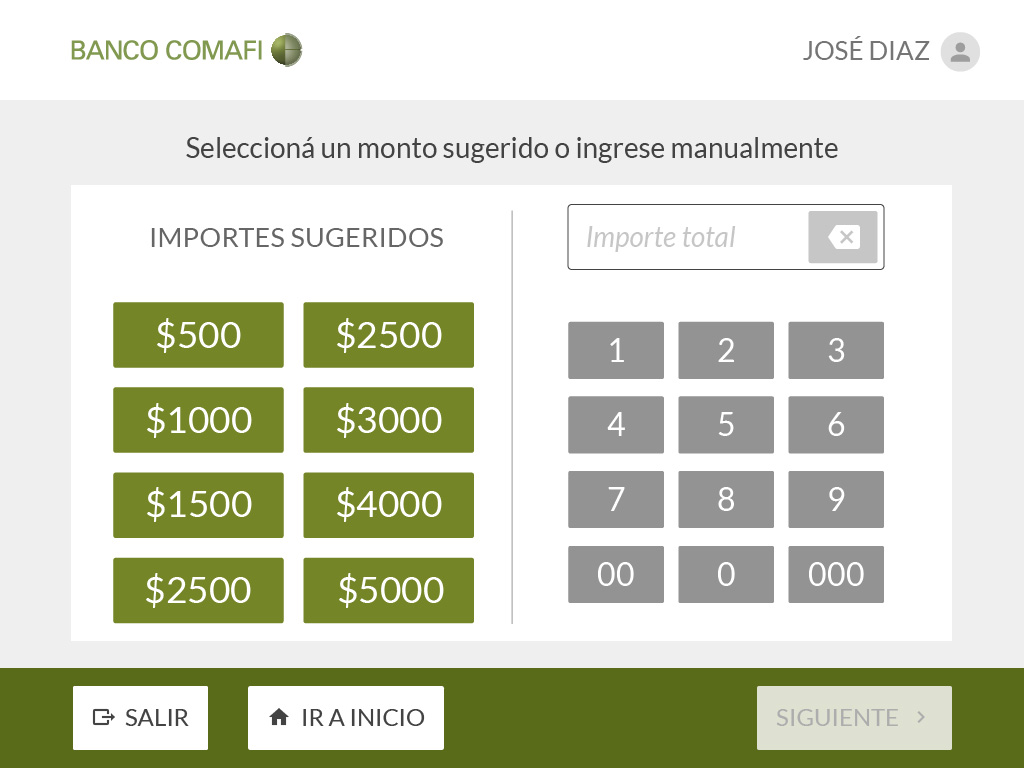 BANCO COMAFI
JOSÉ DIAZ
Seleccioná un monto sugerido o ingrese manualmente
IMPORTES SUGERIDOS
$500 $2500
$1000 $3000
$1500 $4000
$2500 $5000
Importe total
1 2 3
4 5 6
7 8 9
00 0 000
SALIR
IR A INICIO
SIGUIENTE